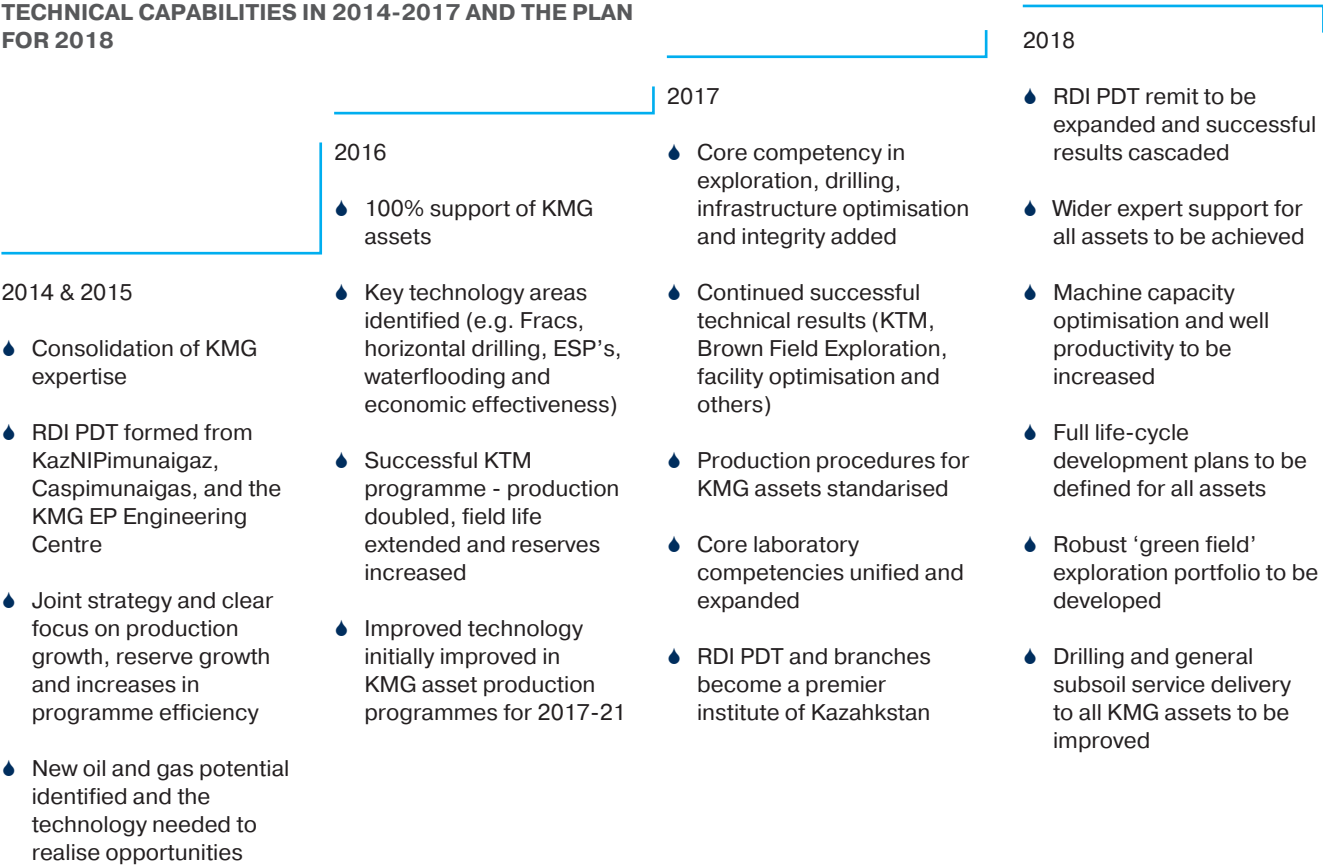 TECHNICAL CAPABILITIES IN 2014-2017 AND THE PLAN
FOR 2018
2014 & 2015
Consolidation of KMG
expertise
RDI PDT formed from
KazNIPimunaigaz,
Caspimunaigas, and the
KMG EP Engineering
Centre
Joint strategy and clear
focus on production
growth, reserve growth
and increases in
programme efficiency
New oil and gas potential
identified and the
technology needed to
realise opportunities
2016
100% support of KMG
assets
Key technology areas
identified (e.g. Fracs,
horizontal drilling, ESP's,
waterflooding and
economic effectiveness)
Successful KTM
programme - production
doubled, field life
extended and reserves
increased
Improved technology
initially improved in
KMG asset production
programmes for 2017-21
2017
Core competency in
exploration, drilling,
infrastructure optimisation
and integrity added
Continued successful
technical results (KTM,
Brown Field Exploration,
facility optimisation and
others)
Production procedures for
KMG assets standarised
Core laboratory
competencies unified and
expanded
RDI PDT and branches
become a premier
institute of Kazahkstan
2018
RDI PDT remit to be
expanded and successful
results cascaded
Wider expert support for
all assets to be achieved
Machine capacity
optimisation and well
productivity to be
increased
Full life-cycle
development plans to be
defined for all assets
Robust ‘green field’
exploration portfolio to be
developed
Drilling and general
subsoil service delivery
to all KMG assets to be
improved